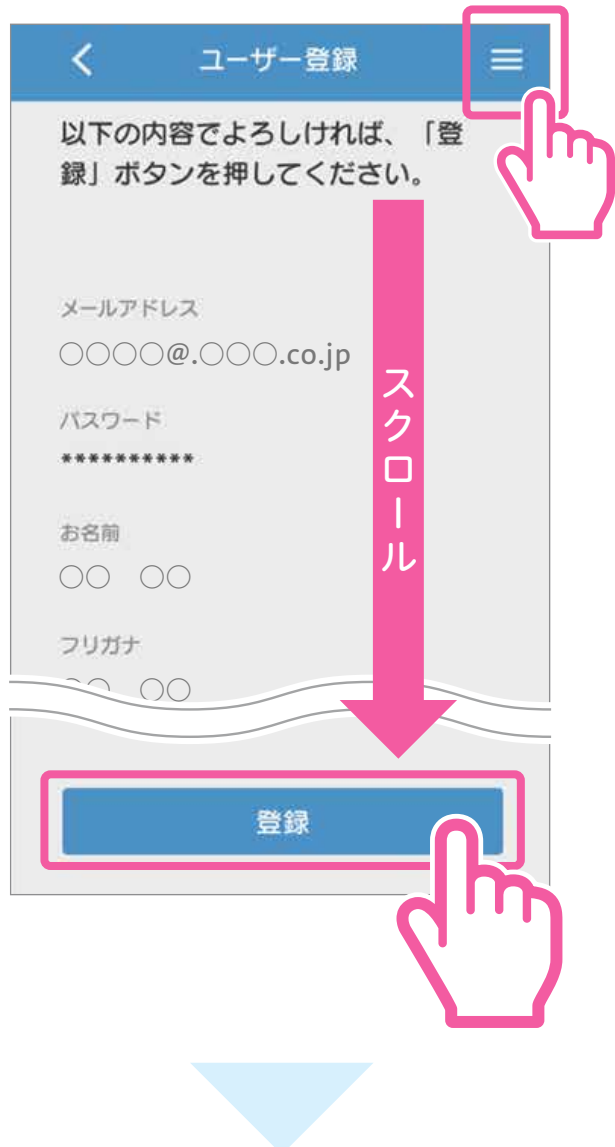 ユーザー登録
以下の内容でよろしければ、「登
録」ボタンを押してください。
メールアドレス
○○○○@.○○○.co.jp
パスワード
**********
お名前
○○ ○○
フリガナ
○○ ○○
スクロール
登録